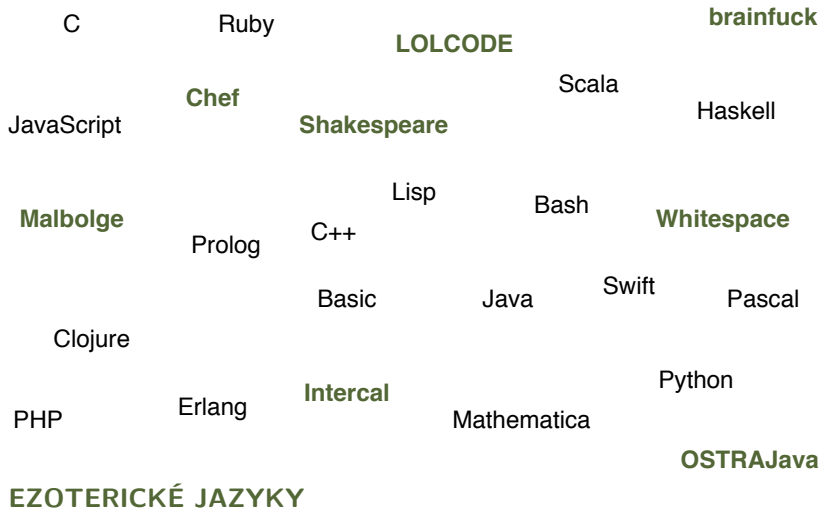 C
Ruby
brainfuck
LOLCODE
Scala
Chef
Haskell
JavaScript
Shakespeare
Lisp
Bash
Malbolge
Whitespace
C++
Prolog
Swift
Basic
Java
Pascal
Clojure
Python
Intercal
Erlang
PHP
Mathematica
OSTRAJava
EZOTERICKÉ JAZYKY